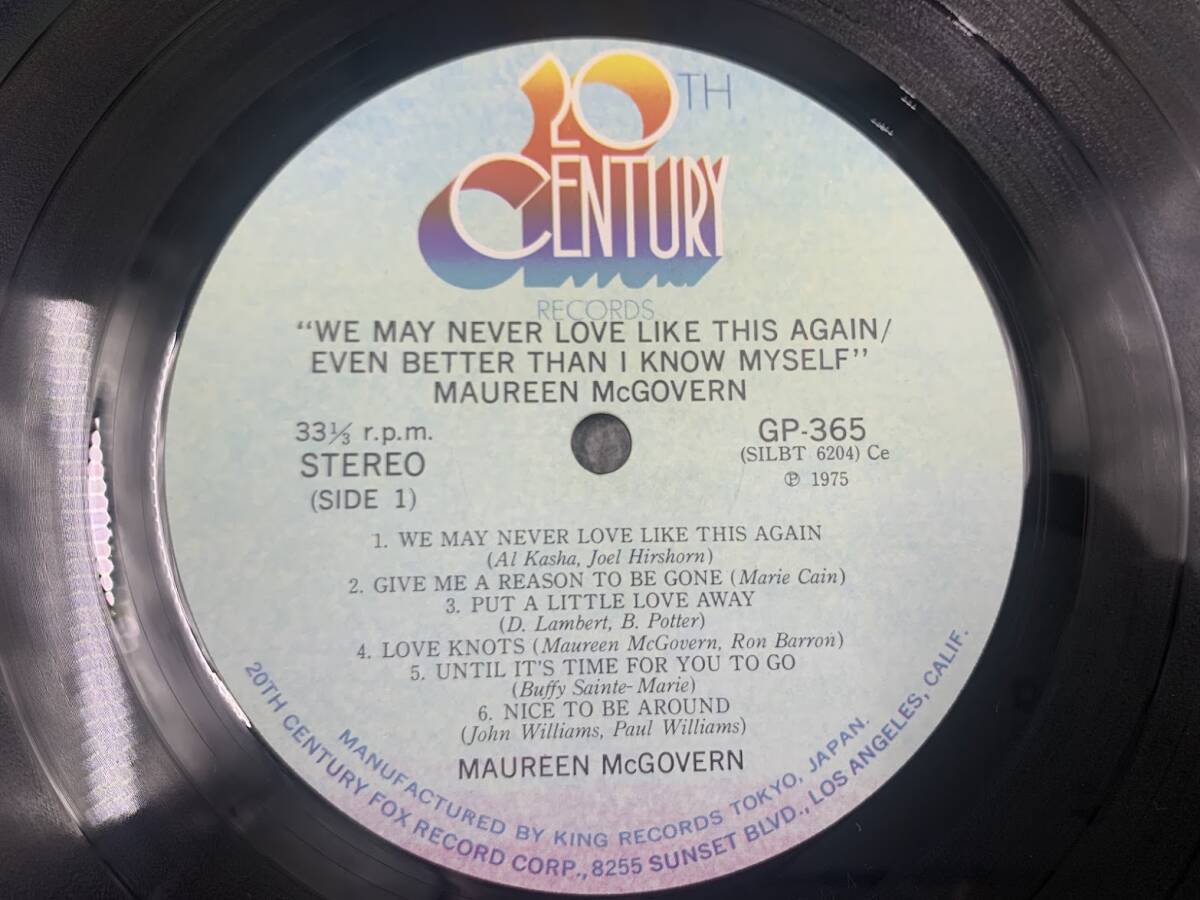 20TH
CENTURY
RECORDS
"WE MAY NEVER LOVE LIKE THIS AGAIN/
EVEN BETTER THAN I KNOW MYSELF"
MAUREEN McGOVERN
33⅓ r.p.m.
STEREO
(SIDE 1)
GP-365
(SILBT 6204) Ce
℗ 1975
1. WE MAY NEVER LOVE LIKE THIS AGAIN
(Al Kasha, Joel Hirshorn)
2. GIVE ME A REASON TO BE GONE (Marie Cain)
3. PUT A LITTLE LOVE AWAY
(D. Lambert, B. Potter)
4. LOVE KNOTS (Maureen McGovern, Ron Barron)
5. UNTIL IT'S TIME FOR YOU TO GO
(Buffy Sainte-Marie)
6. NICE TO BE AROUND
(John Williams, Paul Williams)
MAUREEN McGOVERN
MANUFACTURED BY KING RECORDS TOKYO, JAPAN.
20TH CENTURY FOX RECORD CORP., 8255 SUNSET BLVD., LOS ANGELES, CALIF.